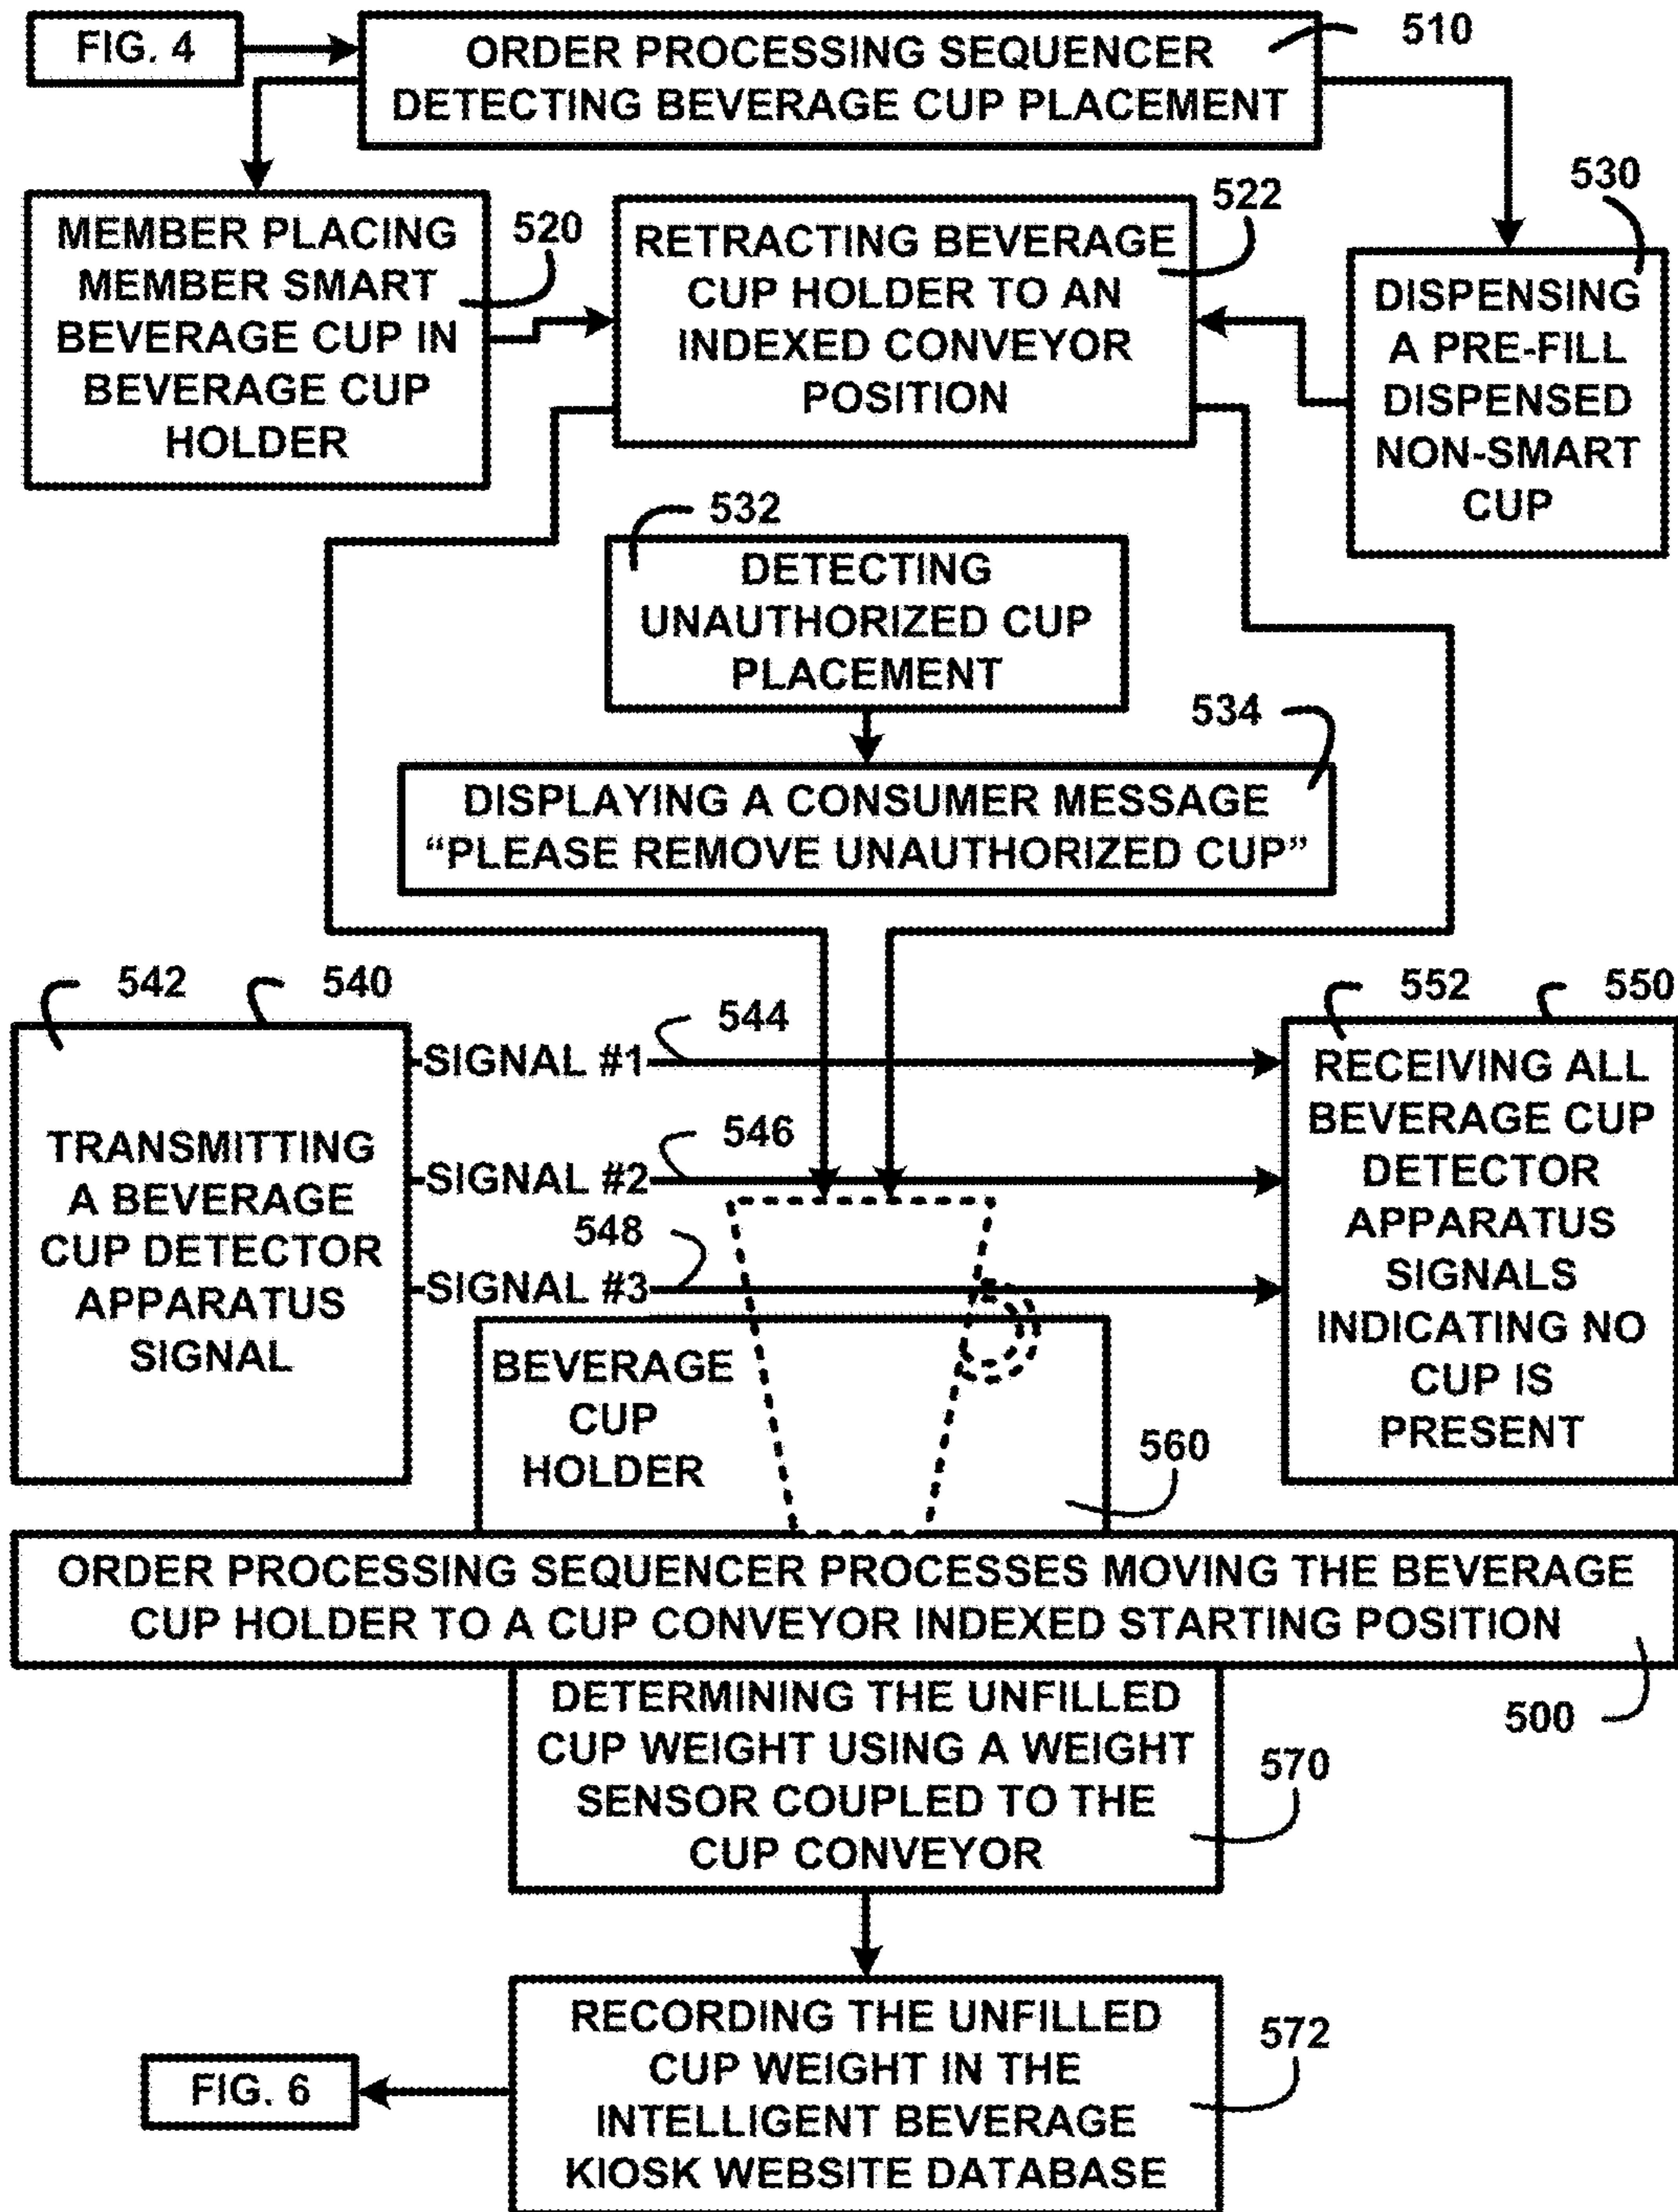 FIG. 4
ORDER PROCESSING SEQUENCER
DETECTING BEVERAGE CUP PLACEMENT
510
MEMBER PLACING
MEMBER SMART
BEVERAGE CUP IN
BEVERAGE CUP
HOLDER
520
RETRACTING BEVERAGE
CUP HOLDER TO AN
INDEXED CONVEYOR
POSITION
522
530
DISPENSING
A PRE-FILL
DISPENSED
NON-SMART
CUP
532
DETECTING
UNAUTHORIZED CUP
PLACEMENT
534
DISPLAYING A CONSUMER MESSAGE
“PLEASE REMOVE UNAUTHORIZED CUP”
542
540
TRANSMITTING
A BEVERAGE
CUP DETECTOR
APPARATUS
SIGNAL
SIGNAL #1
544
SIGNAL #2
546
548
SIGNAL #3
552
550
RECEIVING ALL
BEVERAGE CUP
DETECTOR
APPARATUS
SIGNALS
INDICATING NO
CUP IS
PRESENT
BEVERAGE
CUP
HOLDER
560
ORDER PROCESSING SEQUENCER PROCESSES MOVING THE BEVERAGE
CUP HOLDER TO A CUP CONVEYOR INDEXED STARTING POSITION
500
DETERMINING THE UNFILLED
CUP WEIGHT USING A WEIGHT
SENSOR COUPLED TO THE
CUP CONVEYOR
570
RECORDING THE UNFILLED
CUP WEIGHT IN THE
INTELLIGENT BEVERAGE
KIOSK WEBSITE DATABASE
572
FIG. 6